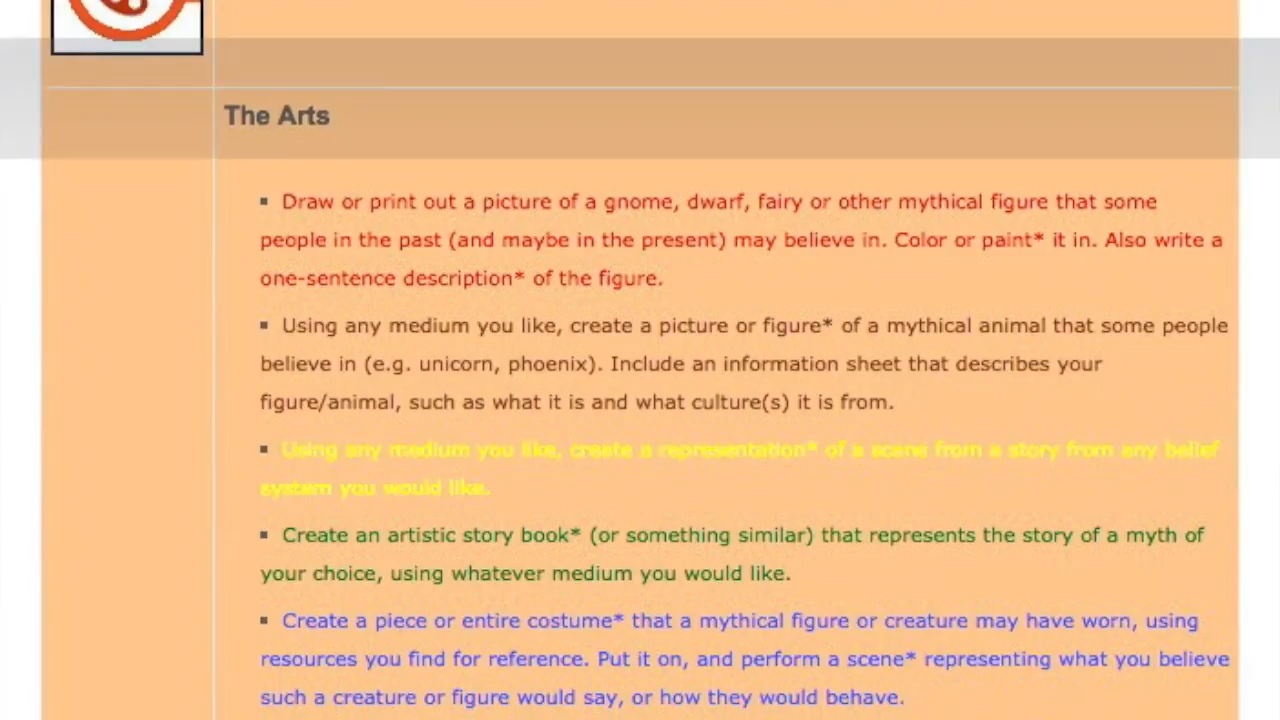 The Arts
▪ Draw or print out a picture of a gnome, dwarf, fairy or other mythical figure that some
people in the past (and maybe in the present) may believe in. Color or paint* it in. Also write a
one-sentence description* of the figure.
▪ Using any medium you like, create a picture or figure* of a mythical animal that some people
believe in (e.g. unicorn, phoenix). Include an information sheet that describes your
figure/animal, such as what it is and what culture(s) it is from.
▪ Using any medium you like, create a representation* of a scene from a story from any belief
system you would like.
▪ Create an artistic story book* (or something similar) that represents the story of a myth of
your choice, using whatever medium you would like.
▪ Create a piece or entire costume* that a mythical figure or creature may have worn, using
resources you find for reference. Put it on, and perform a scene* representing what you believe
such a creature or figure would say, or how they would behave.